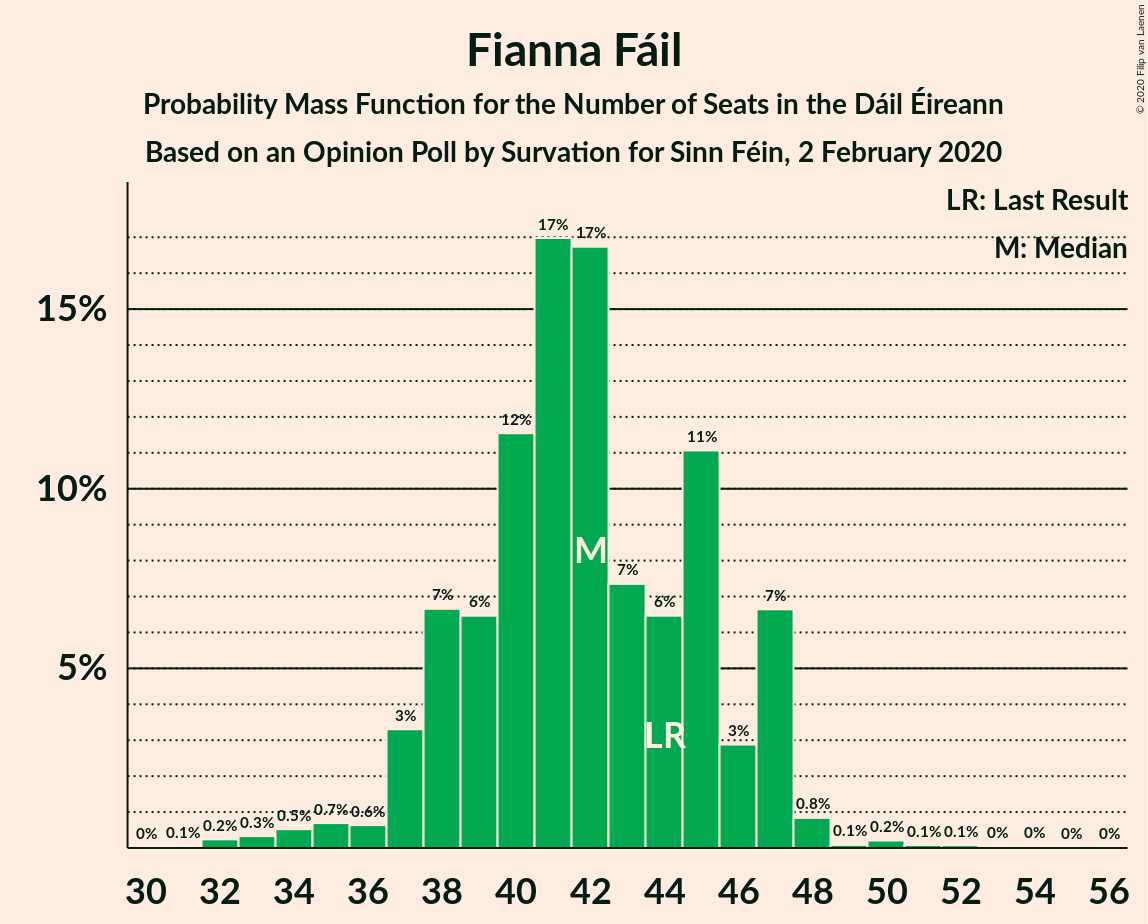 Fianna Fáil
Probability Mass Function for the Number of Seats in the Dáil Éireann
Based on an Opinion Poll by Survation for Sinn Féin, 2 February 2020
© 2020 Filip van Laenen
LR: Last Result
M: Median
15%
10%
5%
0% 0.1% 0.2% 0.3% 0.5% 0.7% 0.6% 3% 7% 6% 12% 17% 17% 7% 6% 11% 3% 7% 0.8% 0.1% 0.2% 0.1% 0.1% 0% 0% 0% 0%
M
LR
30 32 34 36 38 40 42 44 46 48 50 52 54 56